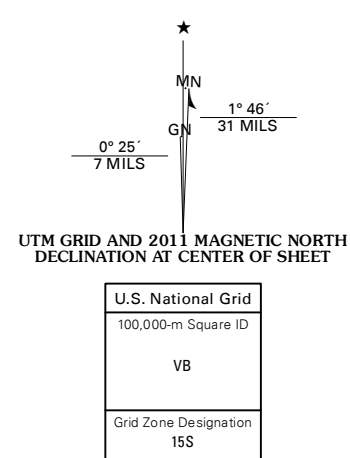 MN
1° 46´
31 MILS
GN
0° 25´
7 MILS
UTM GRID AND 2011 MAGNETIC NORTH
DECLINATION AT CENTER OF SHEET
U.S. National Grid
100,000-m Square ID
VB
Grid Zone Designation
15S